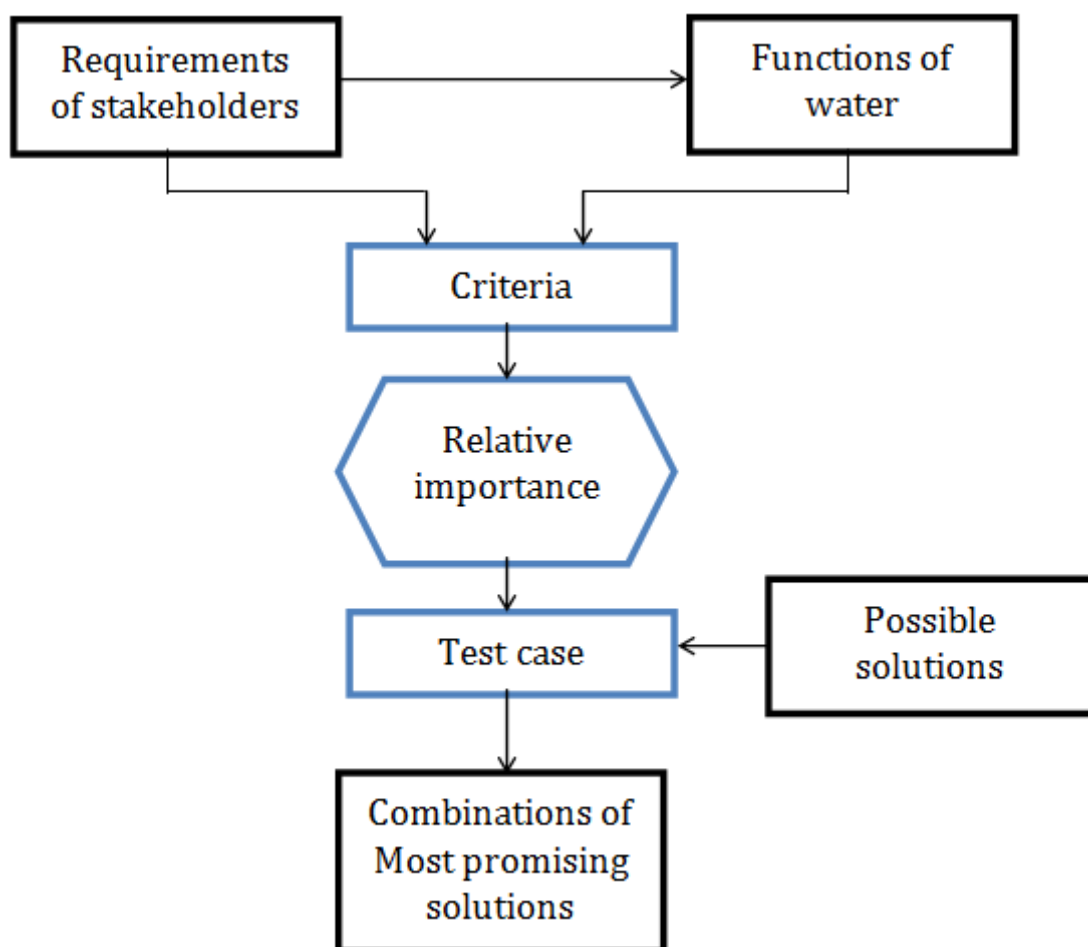 Requirements
of stakeholders
Functions of
water
Criteria
Relative
importance
Test case
Possible
solutions
Combinations of
Most promising
solutions